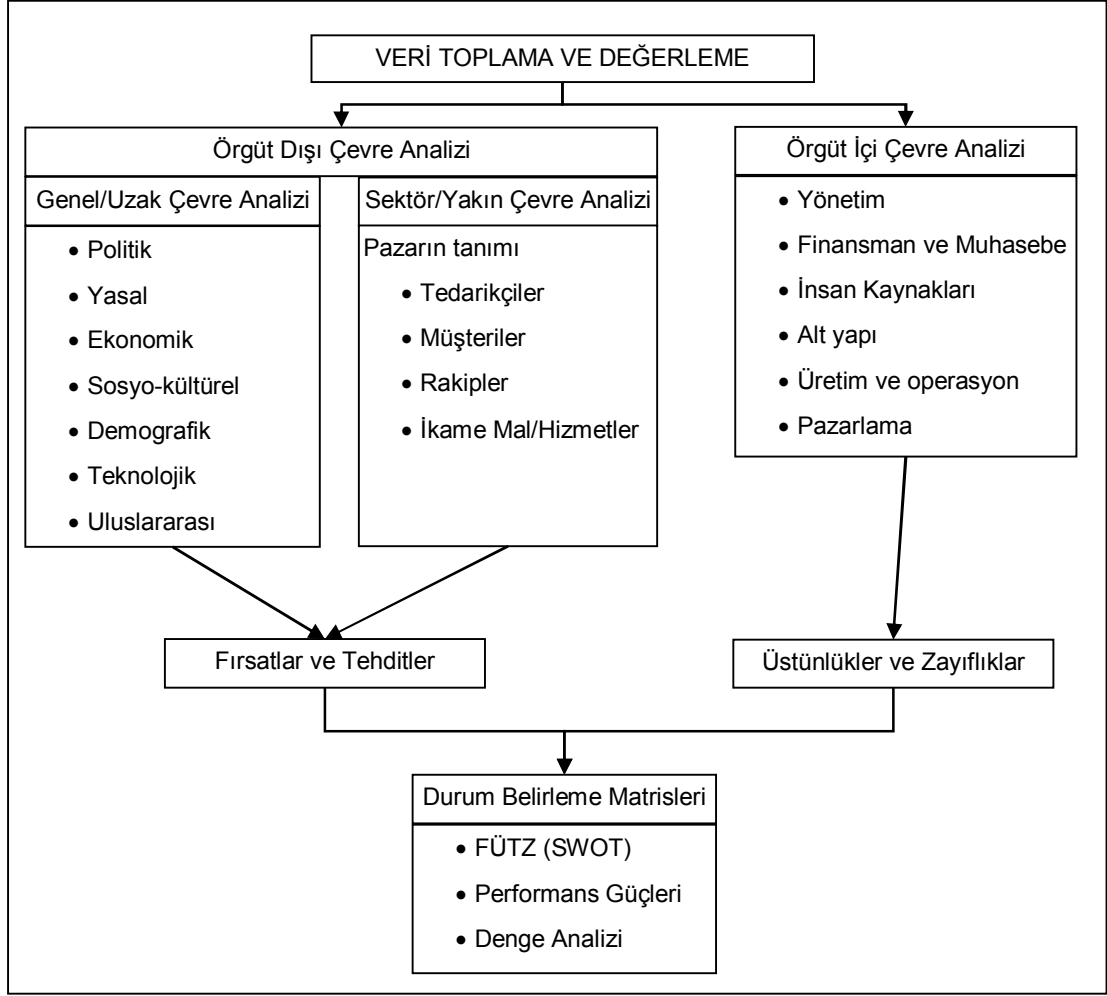 VERİ TOPLAMA VE DEĞERLEME
Örgüt Dışı Çevre Analizi
Genel/Uzak Çevre Analizi
• Politik
• Yasal
• Ekonomik
• Sosyo-kültürel
• Demografik
• Teknolojik
• Uluslararası
Sektör/Yakın Çevre Analizi
Pazarın tanımı
• Tedarikçiler
• Müşteriler
• Rakipler
• İkame Mal/Hizmetler
Örgüt İçi Çevre Analizi
• Yönetim
• Finansman ve Muhasebe
• İnsan Kaynakları
• Alt yapı
• Üretim ve operasyon
• Pazarlama
Fırsatlar ve Tehditler
Üstünlükler ve Zayıflıklar
Durum Belirleme Matrisleri
• FÜTZ (SWOT)
• Performans Güçleri
• Denge Analizi